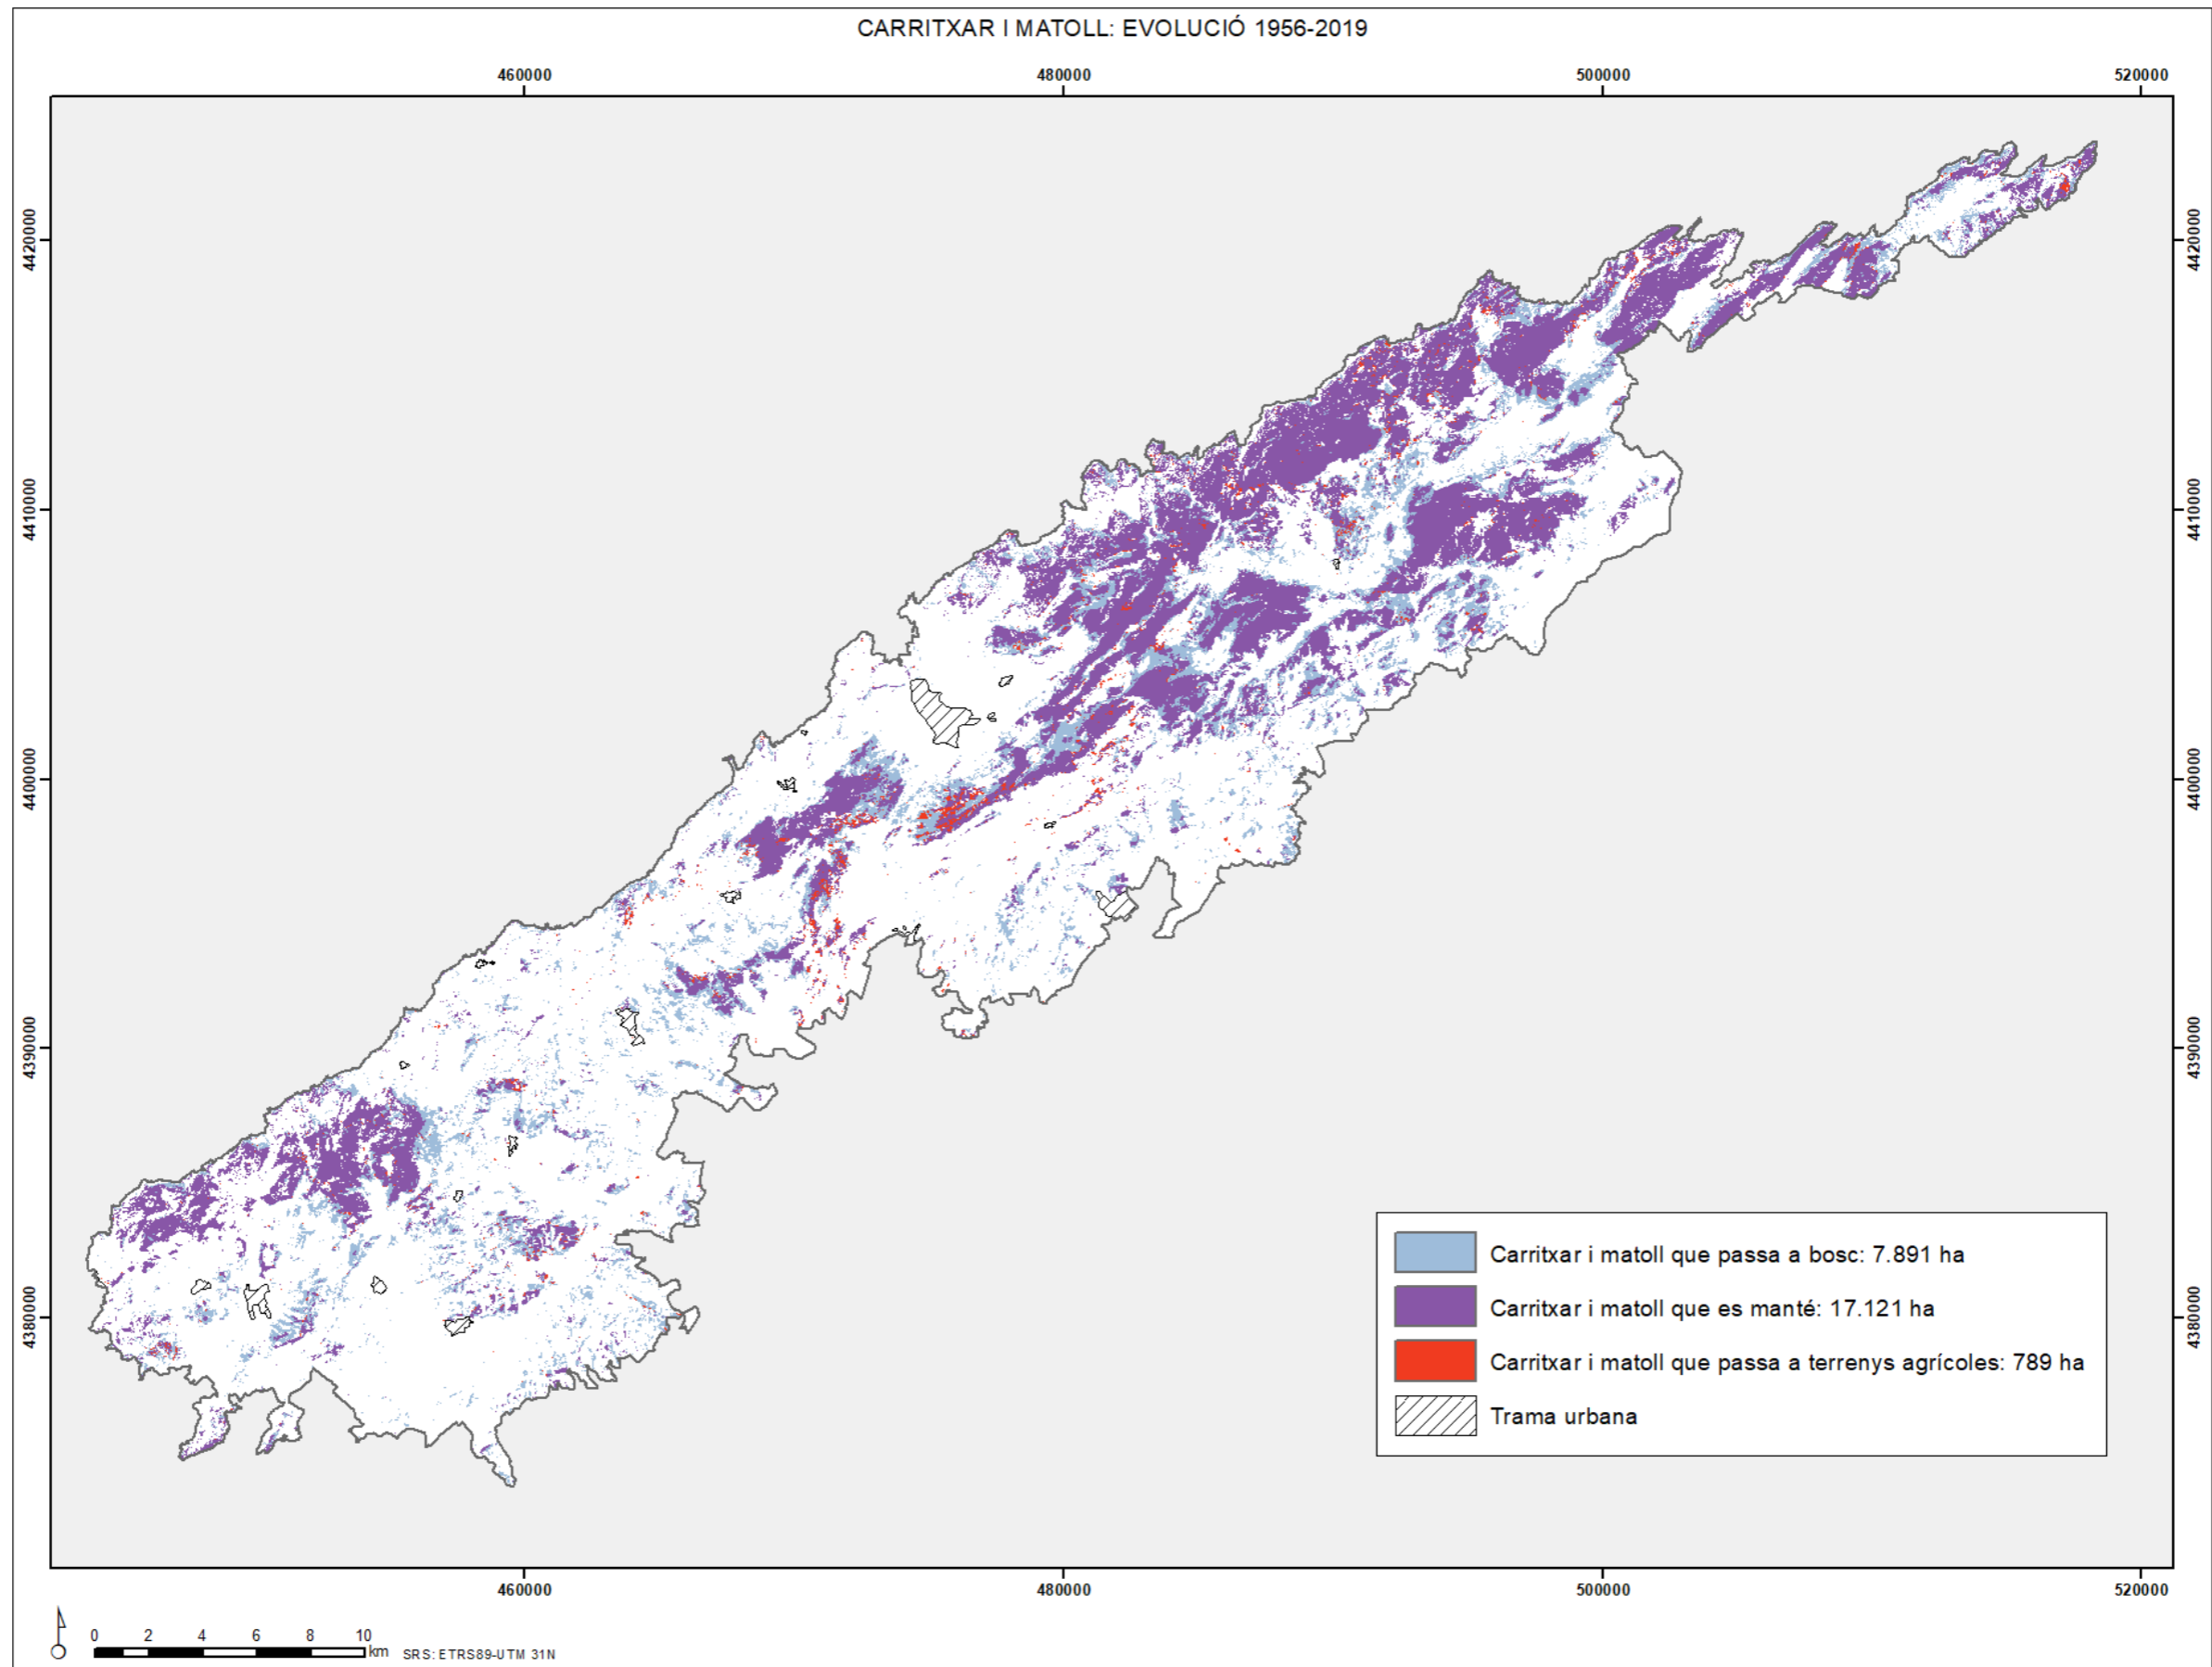 CARRITXAR I MATOLL: EVOLUCIÓ 1956-2019
460000
480000
500000
520000
4420000
4420000
4410000
4410000
4400000
4400000
4390000
4390000
4380000
4380000
Carritxar i matoll que passa a bosc: 7.891 ha
Carritxar i matoll que es manté: 17.121 ha
Carritxar i matoll que passa a terrenys agrícoles: 789 ha
Trama urbana
460000
480000
500000
520000
0 2 4 6 8 10
km SRS: ETRS89-UTM 31N